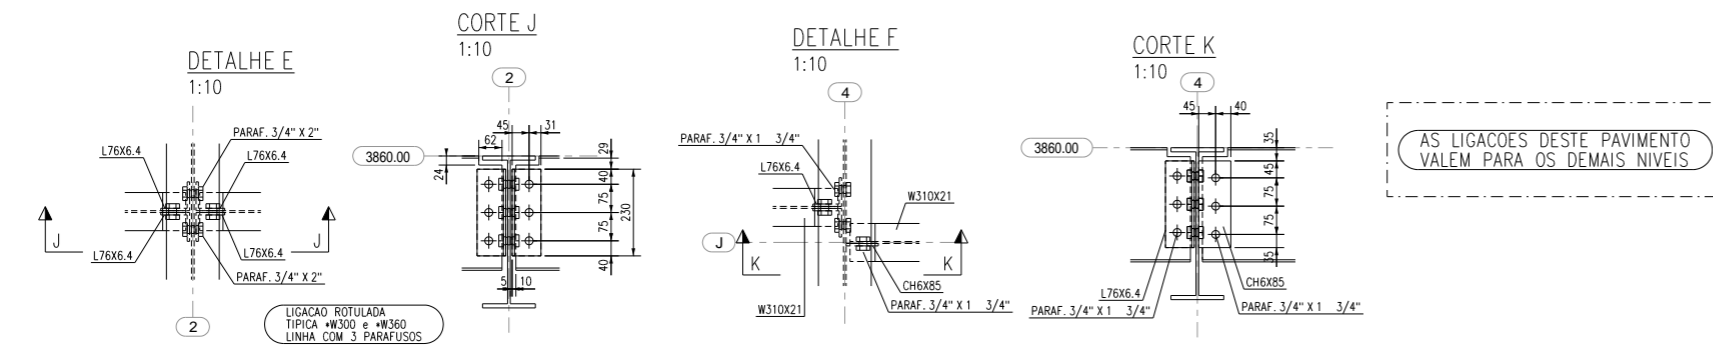 DETALHE E
1:10
PARAF. 3/4" X 2"
L76X6.4
L76X6.4
J
J
L76X6.4
L76X6.4
PARAF. 3/4" X 2"
2
LIGACAO ROTULADA
TIPICA *W300 e *W360
LINHA COM 3 PARAFUSOS
CORTE J
1:10
2
45
31
62
3860.00
29
24
40
75
75
230
40
5
10
DETALHE F
1:10
4
PARAF. 3/4" X 1 3/4"
L76X6.4
W310X21
J
K
K
CH6X85
W310X21
PARAF. 3/4" X 1 3/4"
CORTE K
1:10
4
45
40
3860.00
35
45
75
75
35
L76X6.4
CH6X85
PARAF. 3/4" X 1 3/4"
PARAF. 3/4" X 1 3/4"
AS LIGACOES DESTE PAVIMENTO
VALEM PARA OS DEMAIS NIVEIS